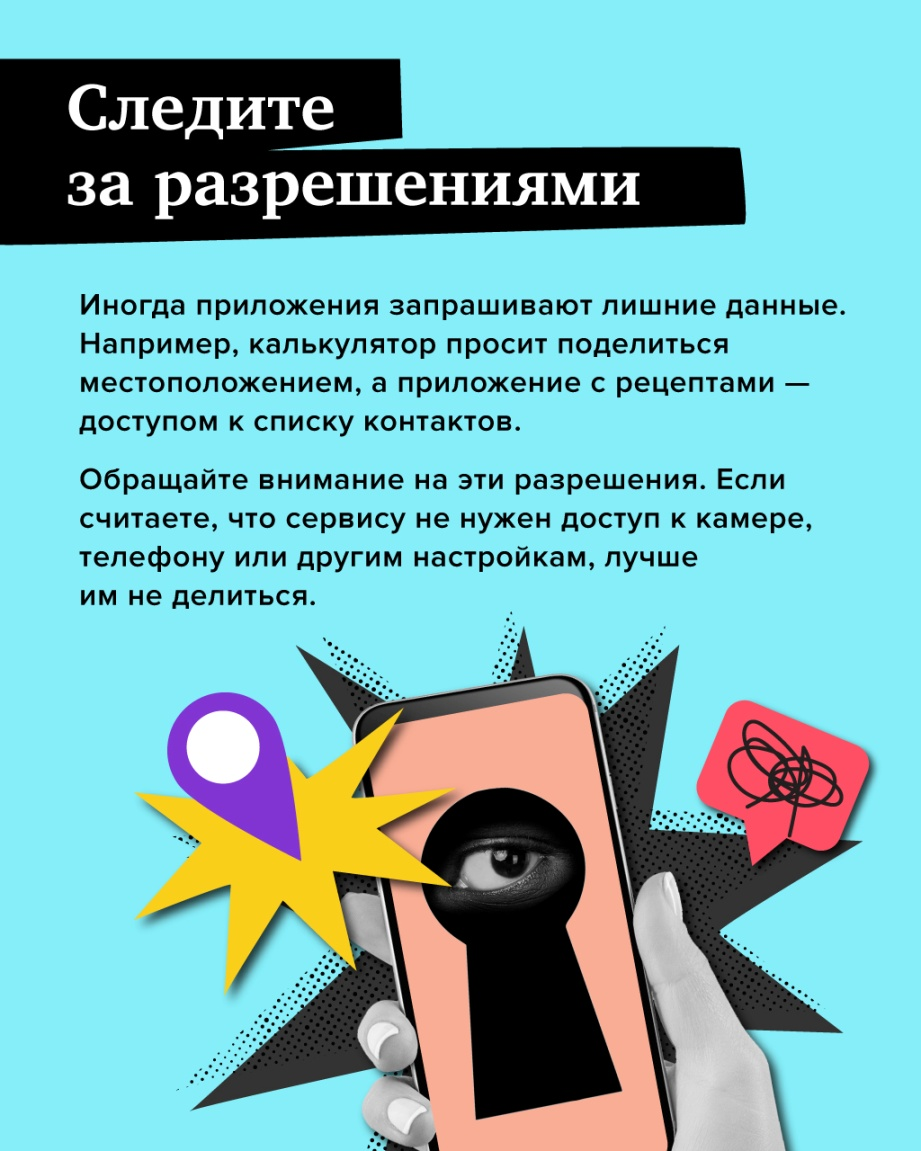 Следите
за разрешениями
Иногда приложения запрашивают лишние данные.
Например, калькулятор просит поделиться
местоположением, а приложение с рецептами —
доступом к списку контактов.
Обращайте внимание на эти разрешения. Если
считаете, что сервису не нужен доступ к камере,
телефону или другим настройкам, лучше
им не делиться.